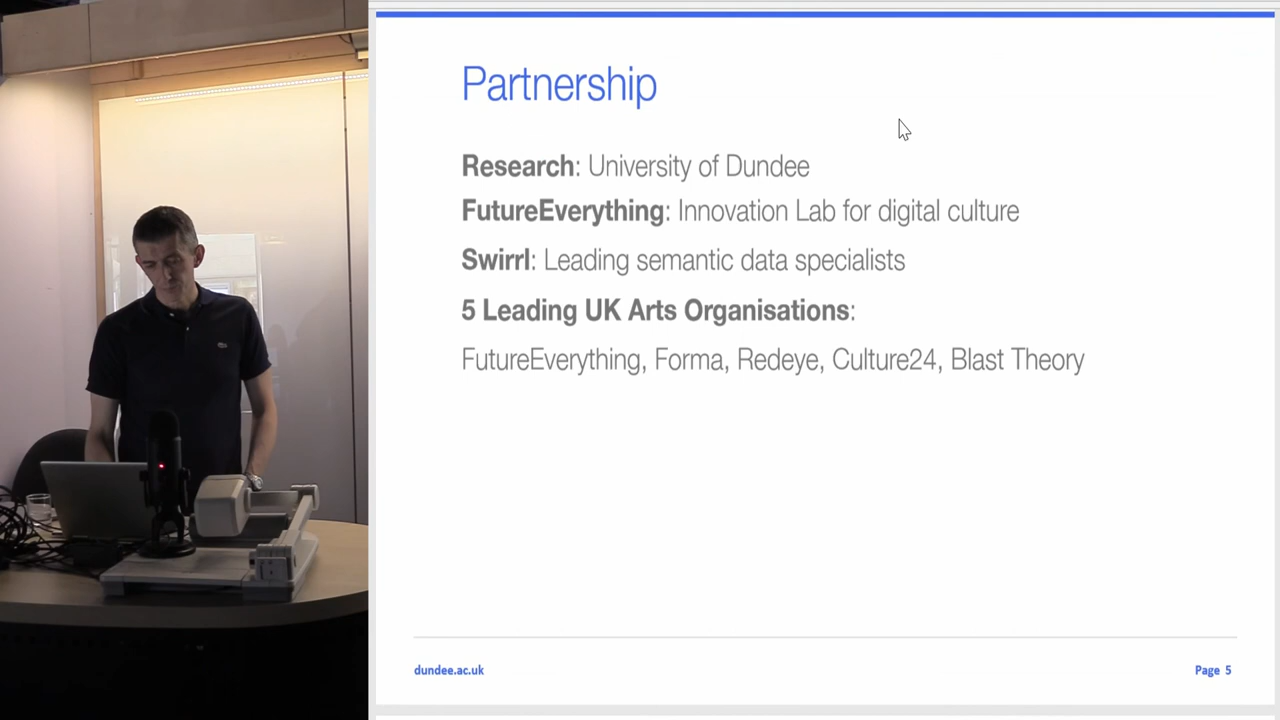 Partnership
Research: University of Dundee
FutureEverything: Innovation Lab for digital culture
Swirrl: Leading semantic data specialists
5 Leading UK Arts Organisations:
FutureEverything, Forma, Redeye, Culture24, Blast Theory
dundee.ac.uk
Page 5